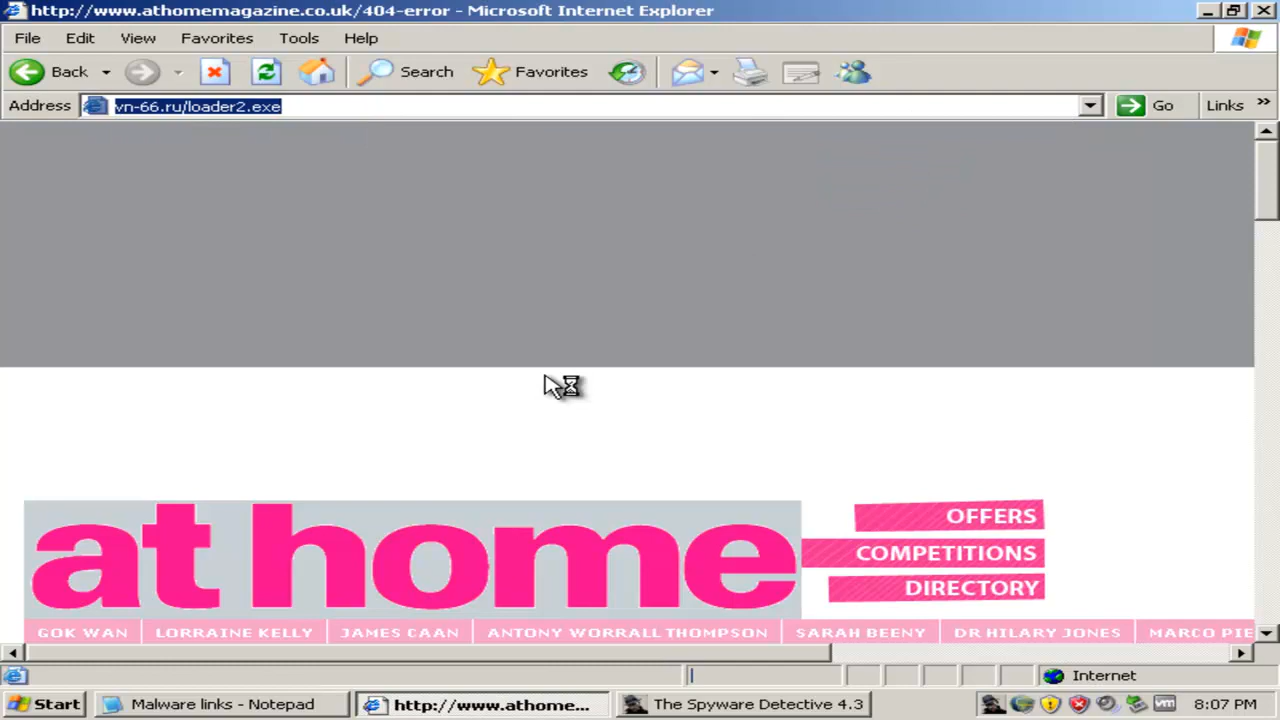 http://www.athomemagazine.co.uk/404-error - Microsoft Internet Explorer
File Edit View Favorites Tools Help
Back Search Favorites
Address vn-66.ru/loader2.exe Go Links »
at home
OFFERS
COMPETITIONS
DIRECTORY
GOK WAN LORRAINE KELLY JAMES CAAN ANTONY WORRALL THOMPSON SARAH BEENY DR HILARY JONES MARCO PIE
Internet
Start Malware links - Notepad http://www.athome... The Spyware Detective 4.3 vm 8:07 PM